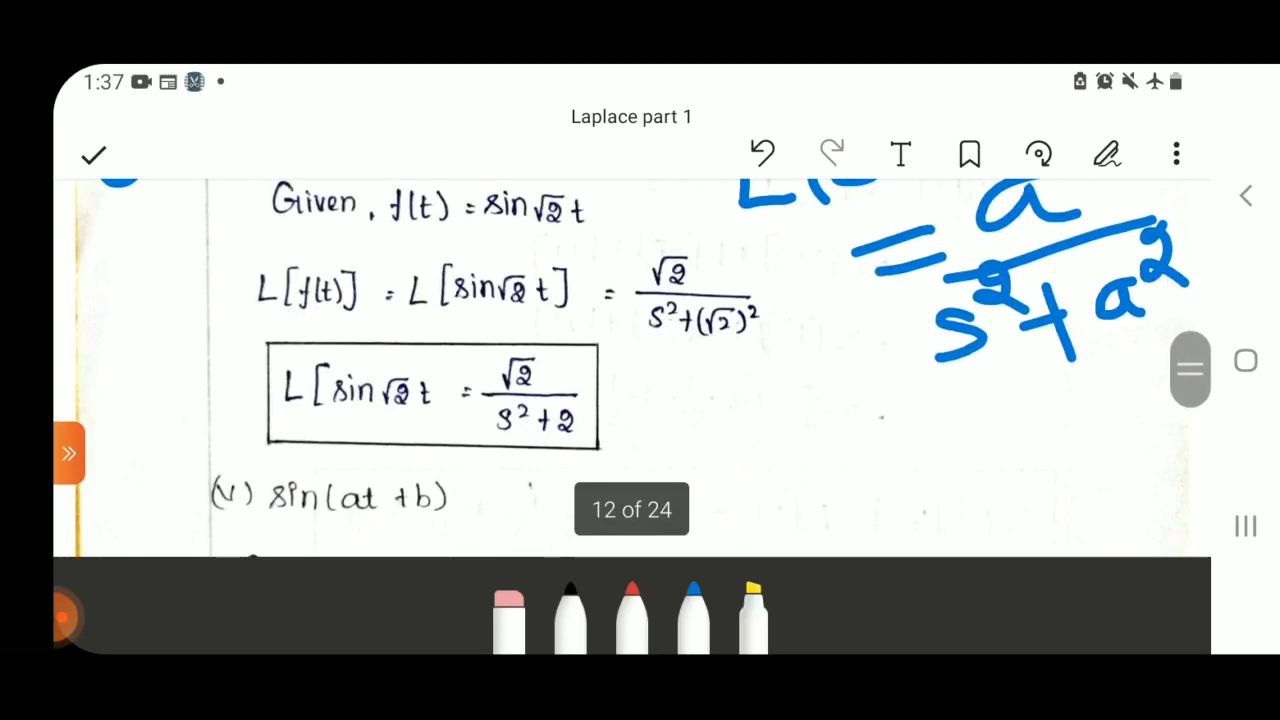 1:37
Laplace part 1
Given, f(t) = sin√2 t
L[f(t)] = L[sin√2 t] = √2 / s²+(√2)²
= a / s²+a²
L[sin√2 t = √2 / s²+2
(v) sin(at +b)
12 of 24